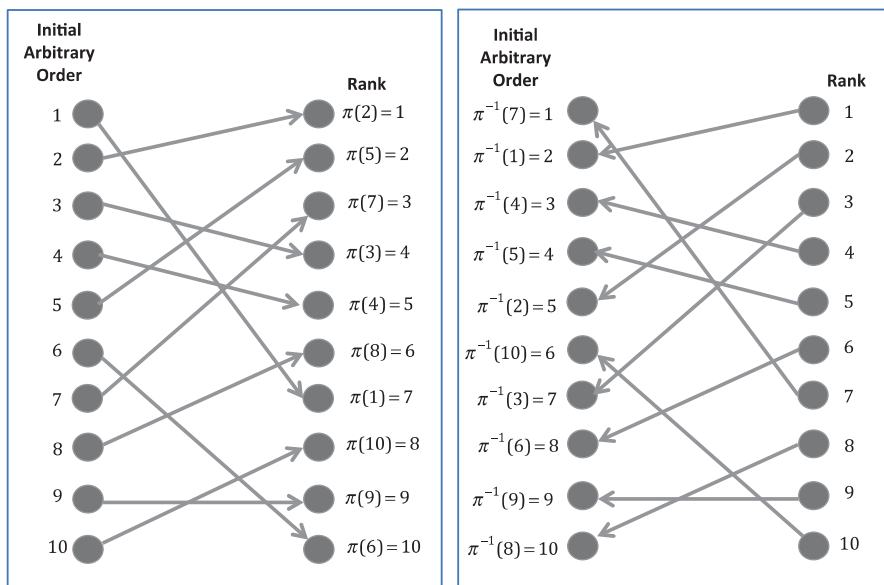 Initial
Arbitrary
Order
Rank
1
π(2) = 1
2
π(5) = 2
3
π(7) = 3
4
π(3) = 4
5
π(4) = 5
6
π(8) = 6
7
π(1) = 7
8
π(10) = 8
9
π(9) = 9
10
π(6) = 10
Initial
Arbitrary
Order
Rank
π⁻¹(7) = 1
1
π⁻¹(1) = 2
2
π⁻¹(4) = 3
3
π⁻¹(5) = 4
4
π⁻¹(2) = 5
5
π⁻¹(10) = 6
6
π⁻¹(3) = 7
7
π⁻¹(6) = 8
8
π⁻¹(9) = 9
9
π⁻¹(8) = 10
10